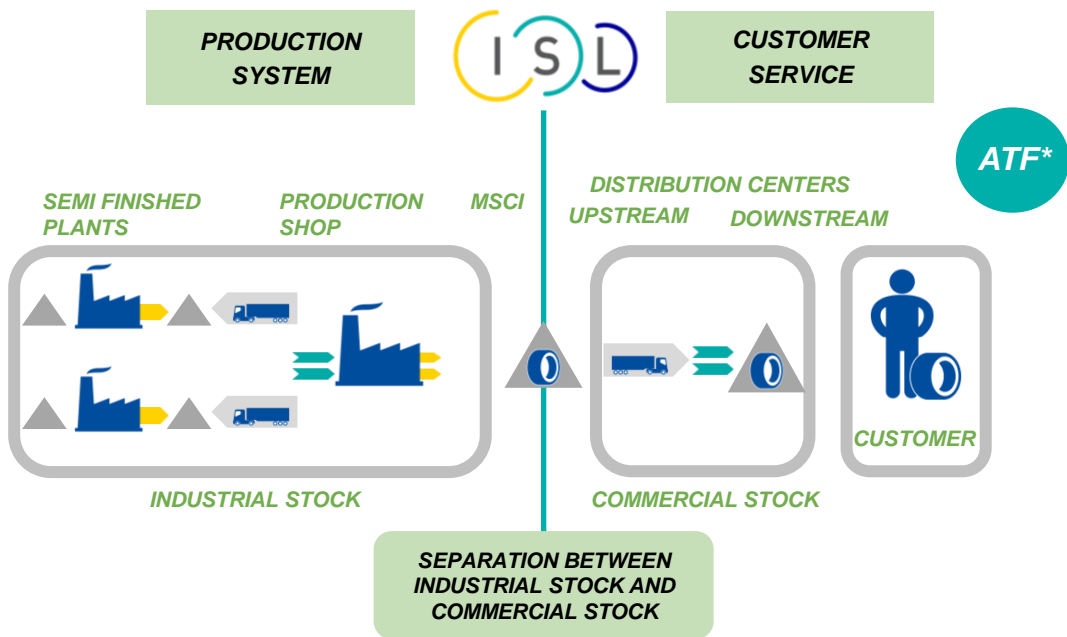 PRODUCTION
SYSTEM
ISL
CUSTOMER
SERVICE
ATF*
SEMI FINISHED
PLANTS
PRODUCTION
SHOP
MSCI
DISTRIBUTION CENTERS
UPSTREAM
DOWNSTREAM
CUSTOMER
INDUSTRIAL STOCK
COMMERCIAL STOCK
SEPARATION BETWEEN
INDUSTRIAL STOCK AND
COMMERCIAL STOCK